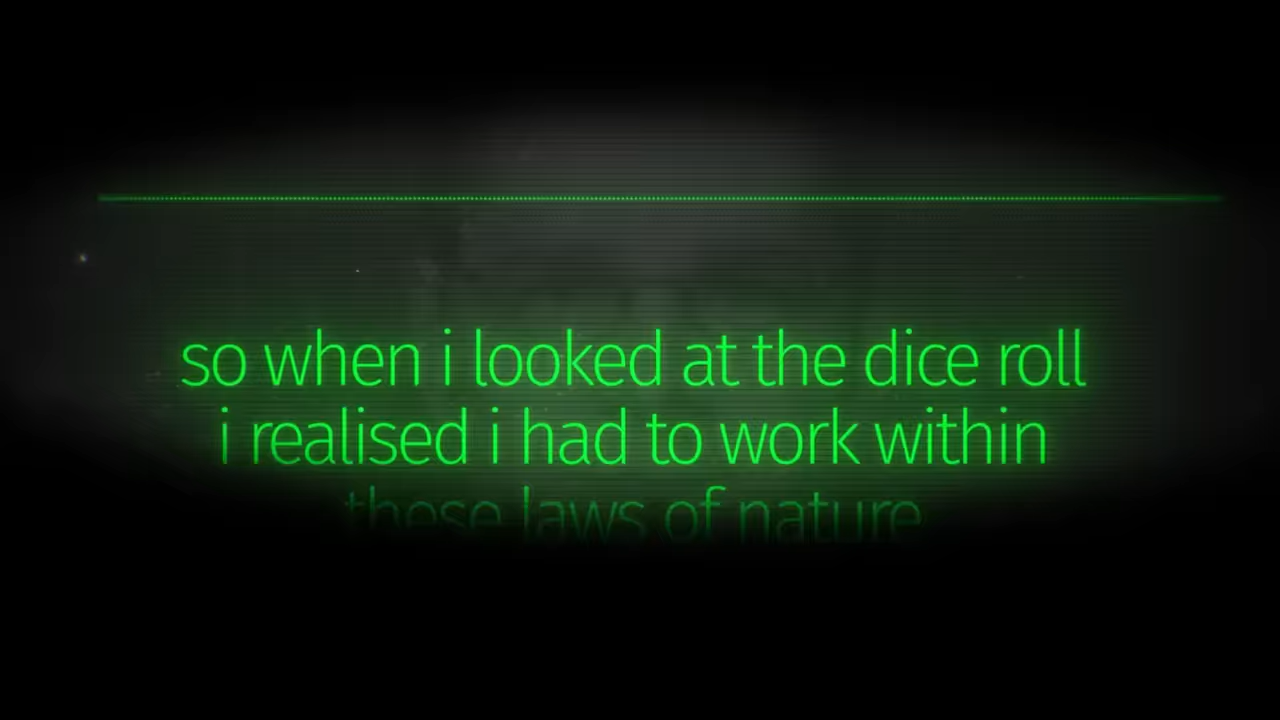 so when i looked at the dice roll
i realised i had to work within
these laws of nature